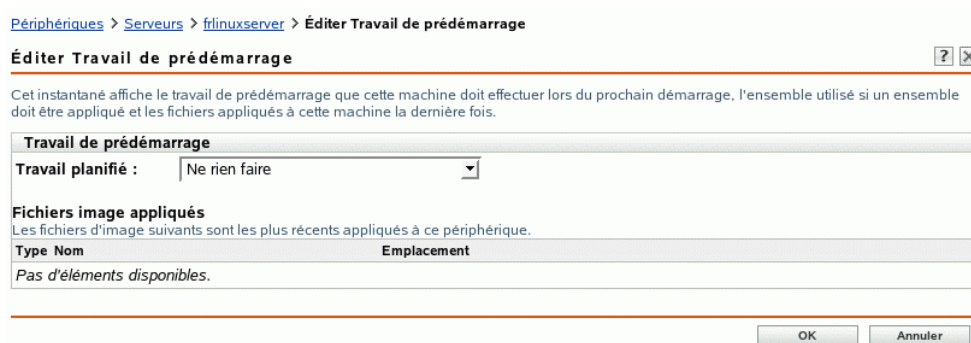 Périphériques > Serveurs > frlinuxserver > Éditer Travail de prédémarrage
Éditer Travail de prédémarrage
?
Cet instantané affiche le travail de prédémarrage que cette machine doit effectuer lors du prochain démarrage, l'ensemble utilisé si un ensemble
doit être appliqué et les fichiers appliqués à cette machine la dernière fois.
Travail de prédémarrage
Travail planifié : Ne rien faire
Fichiers image appliqués
Les fichiers d'image suivants sont les plus récents appliqués à ce périphérique.
Type Nom Emplacement
Pas d'éléments disponibles.
OK Annuler